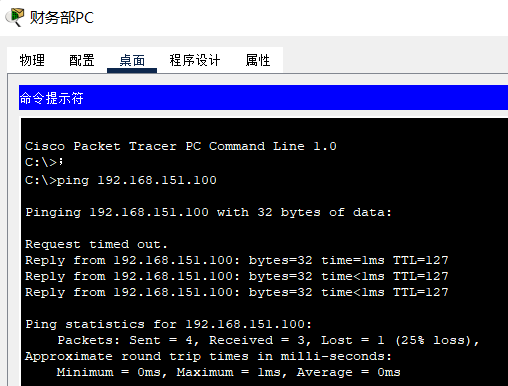 财务部PC
物理 配置 桌面 程序设计 属性
命令提示符
Cisco Packet Tracer PC Command Line 1.0
C:\>;
C:\>ping 192.168.151.100
Pinging 192.168.151.100 with 32 bytes of data:
Request timed out.
Reply from 192.168.151.100: bytes=32 time=1ms TTL=127
Reply from 192.168.151.100: bytes=32 time<1ms TTL=127
Reply from 192.168.151.100: bytes=32 time<1ms TTL=127
Ping statistics for 192.168.151.100:
Packets: Sent = 4, Received = 3, Lost = 1 (25% loss),
Approximate round trip times in milli-seconds:
Minimum = 0ms, Maximum = 1ms, Average = 0ms